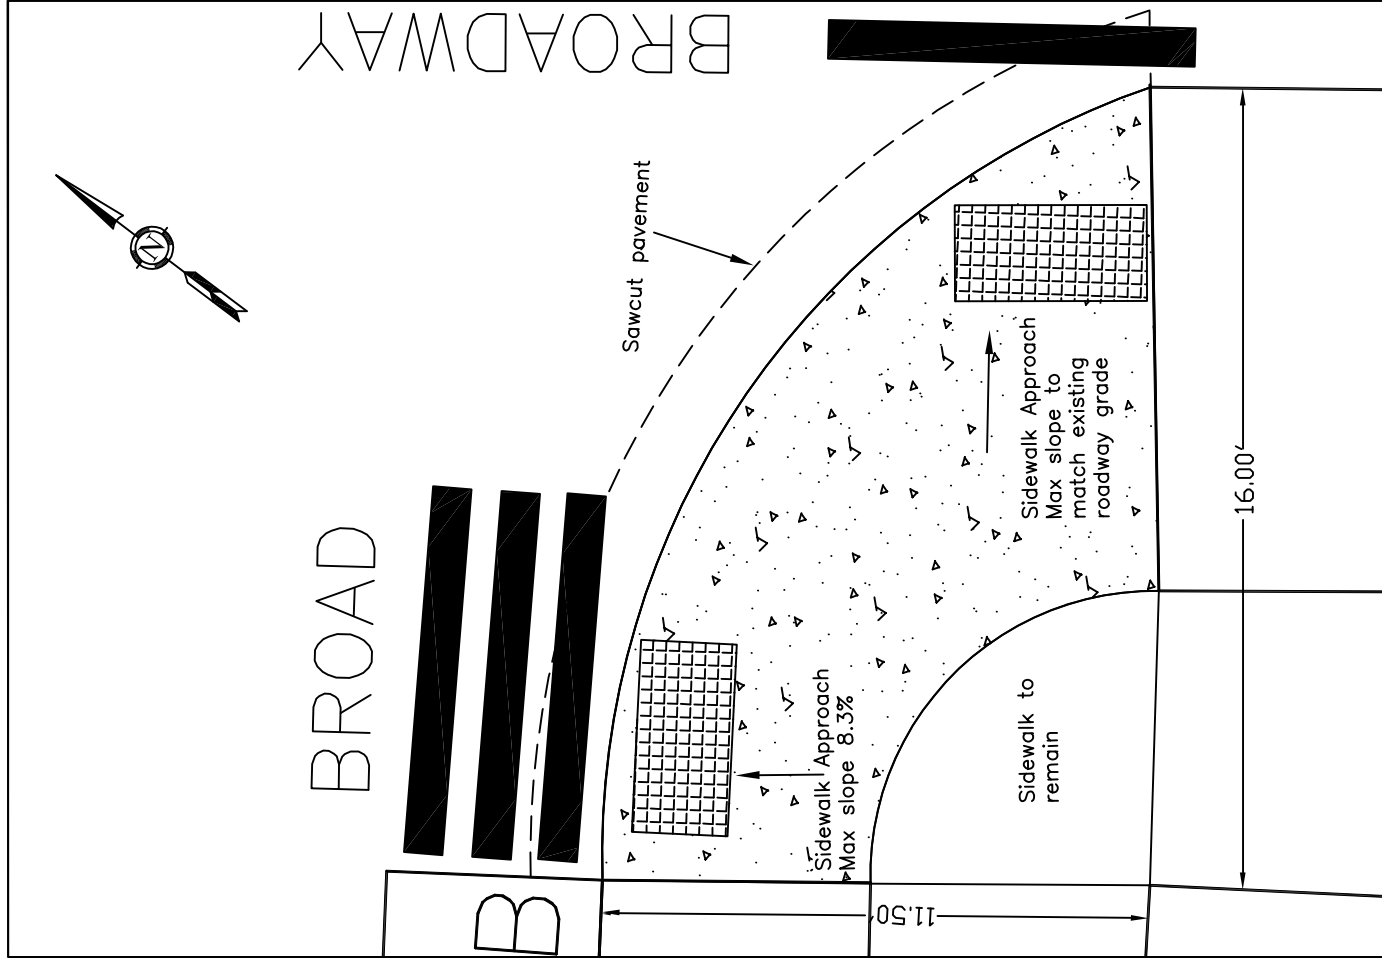 BROADWAY
N
Sawcut pavement
BROAD
Sidewalk Approach
Max slope to
match existing
roadway grade
16.00'
Sidewalk Approach
Max slope 8.3%
Sidewalk to
remain
B
11.50'